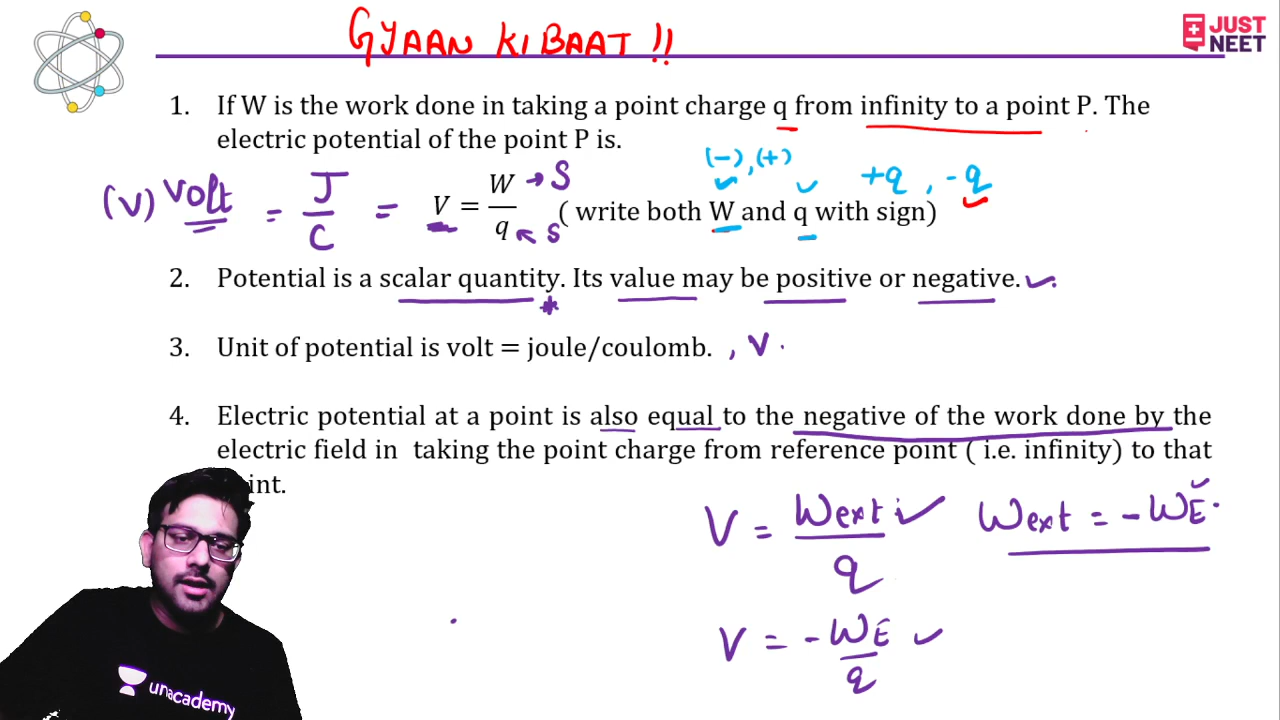 GYAAN KI BAAT !!
JUST
NEET
1. If W is the work done in taking a point charge q from infinity to a point P. The
electric potential of the point P is.
(-), (+)
+q , -q
(V) Volt = J/C = V = W/q ( write both W and q with sign)
→ S
← S
2. Potential is a scalar quantity. Its value may be positive or negative.
*
3. Unit of potential is volt = joule/coulomb. , V.
4. Electric potential at a point is also equal to the negative of the work done by the
electric field in taking the point charge from reference point ( i.e. infinity) to that
int.
V = Wext/q
Wext = -WE.
V = -WE/q
unacademy